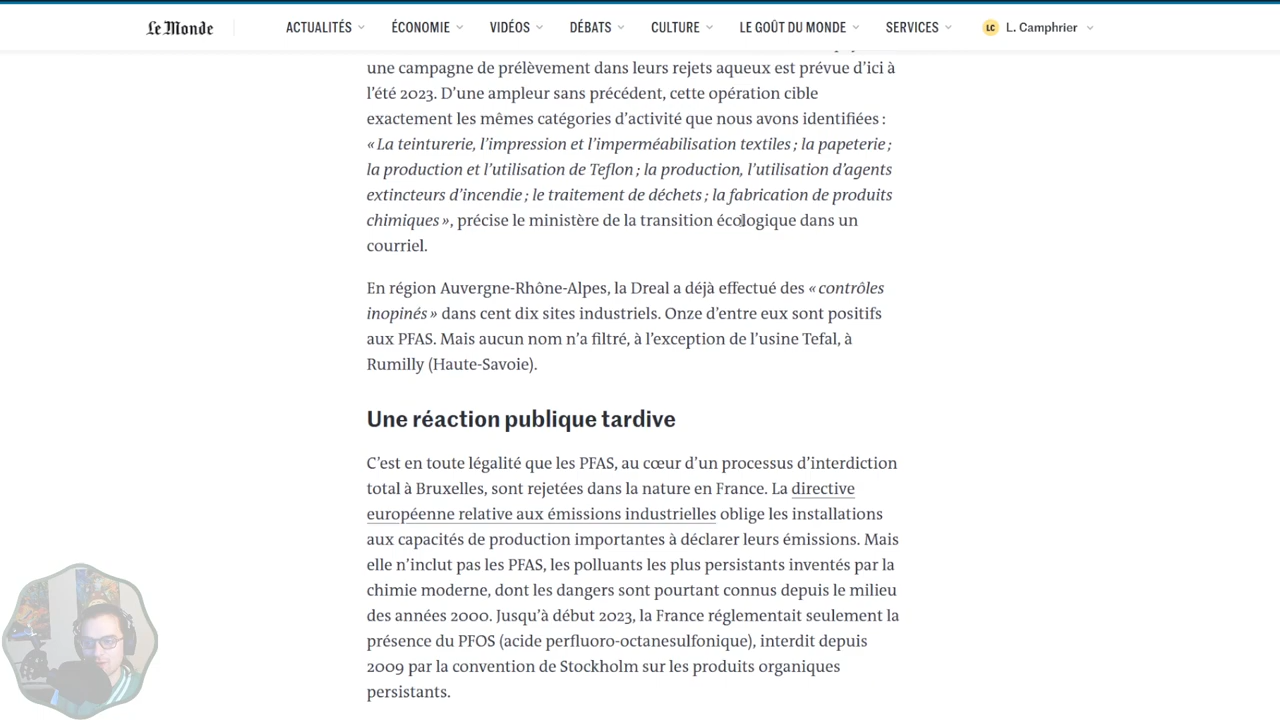 Le Monde
ACTUALITÉS
ÉCONOMIE
VIDÉOS
DÉBATS
CULTURE
LE GOÛT DU MONDE
SERVICES
LC
L. Camphrier
une campagne de prélèvement dans leurs rejets aqueux est prévue d’ici à
l’été 2023. D’une ampleur sans précédent, cette opération cible
exactement les mêmes catégories d’activité que nous avons identifiées :
« La teinturerie, l’impression et l’imperméabilisation textiles ; la papeterie ;
la production et l’utilisation de Teflon ; la production, l’utilisation d’agents
extincteurs d’incendie ; le traitement de déchets ; la fabrication de produits
chimiques », précise le ministère de la transition écologique dans un
courriel.
En région Auvergne-Rhône-Alpes, la Dreal a déjà effectué des « contrôles
inopinés » dans cent dix sites industriels. Onze d’entre eux sont positifs
aux PFAS. Mais aucun nom n’a filtré, à l’exception de l’usine Tefal, à
Rumilly (Haute-Savoie).
Une réaction publique tardive
C’est en toute légalité que les PFAS, au cœur d’un processus d’interdiction
total à Bruxelles, sont rejetées dans la nature en France. La directive
européenne relative aux émissions industrielles oblige les installations
aux capacités de production importantes à déclarer leurs émissions. Mais
elle n’inclut pas les PFAS, les polluants les plus persistants inventés par la
chimie moderne, dont les dangers sont pourtant connus depuis le milieu
des années 2000. Jusqu’à début 2023, la France réglementait seulement la
présence du PFOS (acide perfluoro-octanesulfonique), interdit depuis
2009 par la convention de Stockholm sur les produits organiques
persistants.